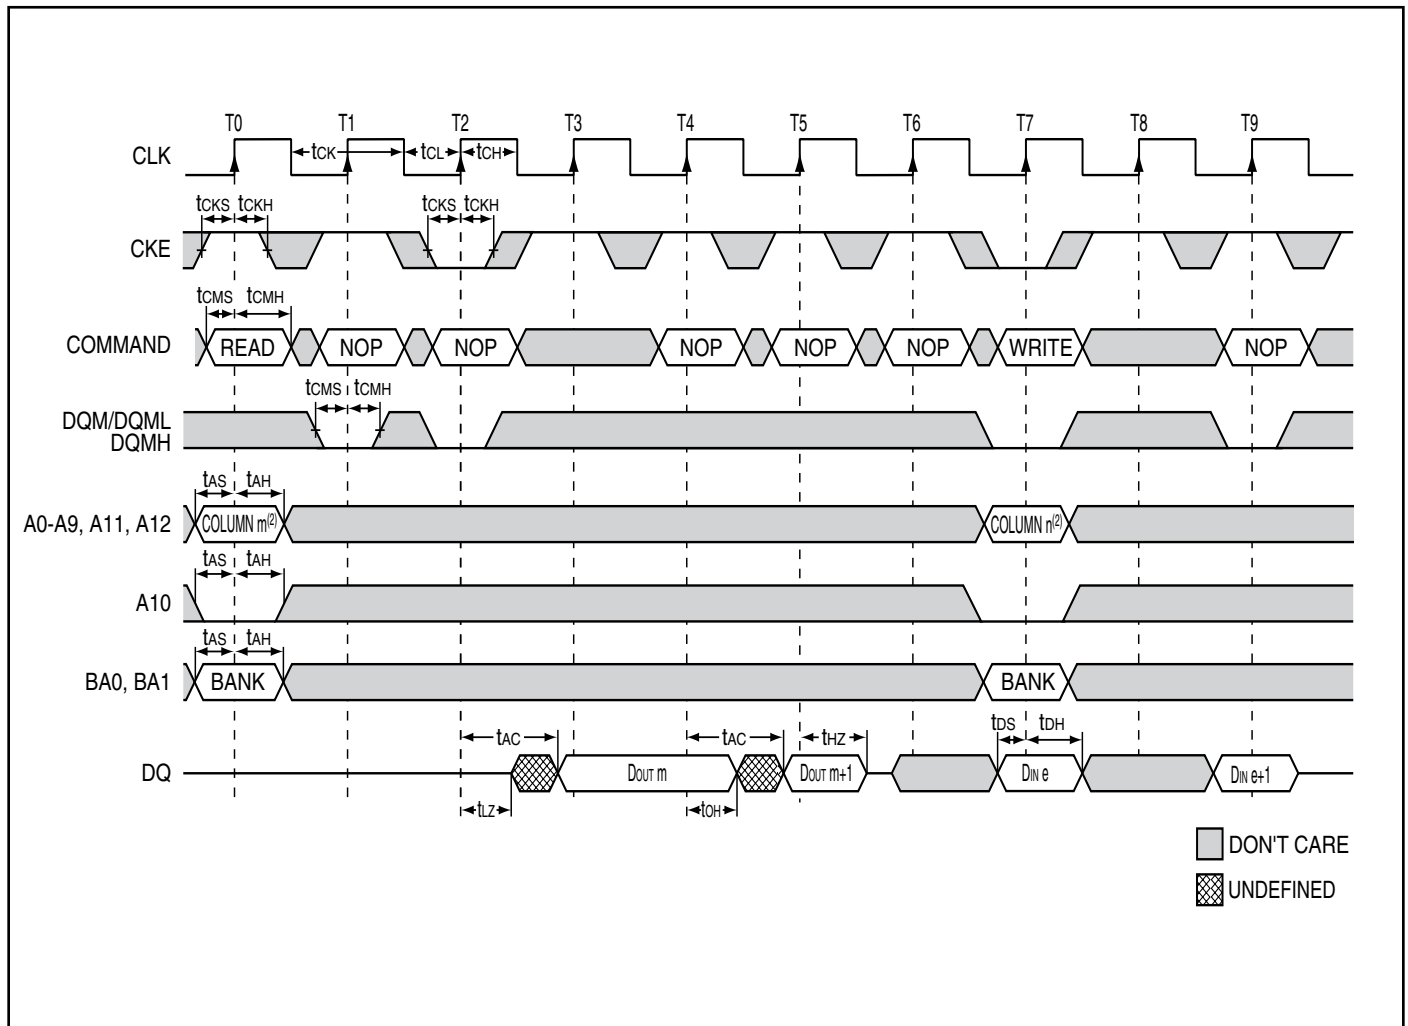 T0 T1 T2 T3 T4 T5 T6 T7 T8 T9
CLK tCK tCL tCH
tCKS tCKH tCKS tCKH
CKE
tCMS tCMH
COMMAND READ NOP NOP NOP NOP NOP WRITE NOP
tCMS tCMH
DQM/DQML
DQMH
tAS tAH
A0-A9, A11, A12 COLUMN m(2) COLUMN n(2)
tAS tAH
A10
tAS tAH
BA0, BA1 BANK BANK
tAC tAC tHZ tDS tDH
DQ DOUT m DOUT m+1 DIN e DIN e+1
tLZ tOH
DON'T CARE
UNDEFINED